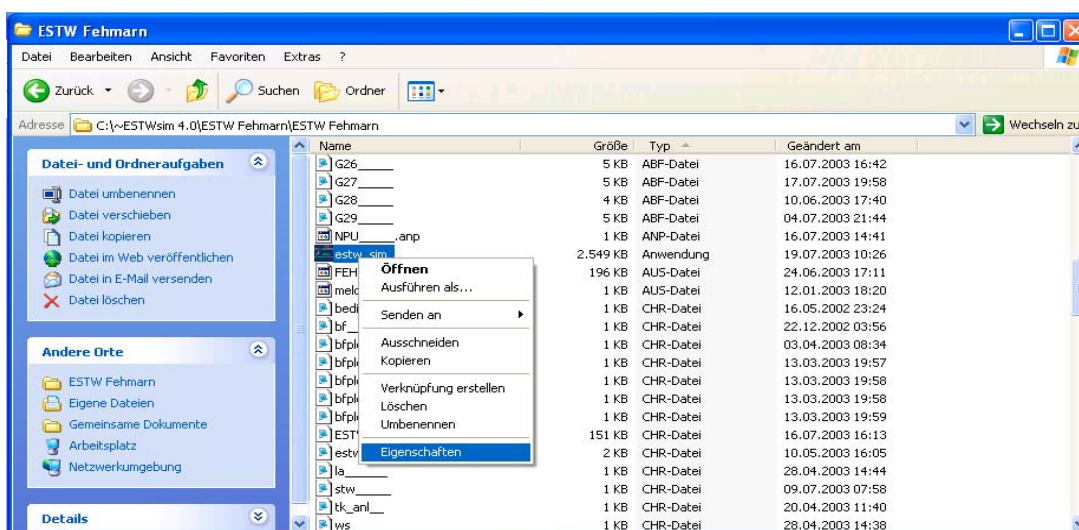 ESTW Fehmarn
Datei Bearbeiten Ansicht Favoriten Extras ?
Zurück Suchen Ordner
Adresse C:\~ESTWsim 4.0\ESTW Fehmarn\ESTW Fehmarn Wechseln zu
Name Größe Typ Geändert am
Datei- und Ordneraufgaben
Datei umbenennen
Datei verschieben
Datei kopieren
Datei im Web veröffentlichen
Datei in E-Mail versenden
Datei löschen
Andere Orte
ESTW Fehmarn
Eigene Dateien
Gemeinsame Dokumente
Arbeitsplatz
Netzwerkumgebung
Details
G26______ 5 KB ABF-Datei 16.07.2003 16:42
G27______ 5 KB ABF-Datei 17.07.2003 19:58
G28______ 4 KB ABF-Datei 10.06.2003 17:40
G29______ 5 KB ABF-Datei 04.07.2003 21:44
NPU______.anp 1 KB ANP-Datei 16.07.2003 14:41
estw_sim 2.549 KB Anwendung 19.07.2003 10:26
FEH 196 KB AUS-Datei 24.06.2003 17:11
meld 1 KB AUS-Datei 12.01.2003 18:20
bedi 1 KB CHR-Datei 16.05.2002 23:24
bf_ 1 KB CHR-Datei 22.12.2002 03:56
bfpl 1 KB CHR-Datei 03.04.2003 08:34
bfpl 1 KB CHR-Datei 13.03.2003 19:57
bfpl 1 KB CHR-Datei 13.03.2003 19:58
bfpl 1 KB CHR-Datei 13.03.2003 19:58
bfpl 1 KB CHR-Datei 13.03.2003 19:59
EST 151 KB CHR-Datei 16.07.2003 16:13
estw 2 KB CHR-Datei 10.05.2003 16:05
la______ 1 KB CHR-Datei 28.04.2003 14:44
stw_____ 1 KB CHR-Datei 09.07.2003 07:58
tk_anl__ 1 KB CHR-Datei 20.04.2003 11:40
ws 1 KB CHR-Datei 28.04.2003 14:38
Öffnen
Ausführen als...
Senden an
Ausschneiden
Kopieren
Verknüpfung erstellen
Löschen
Umbenennen
Eigenschaften